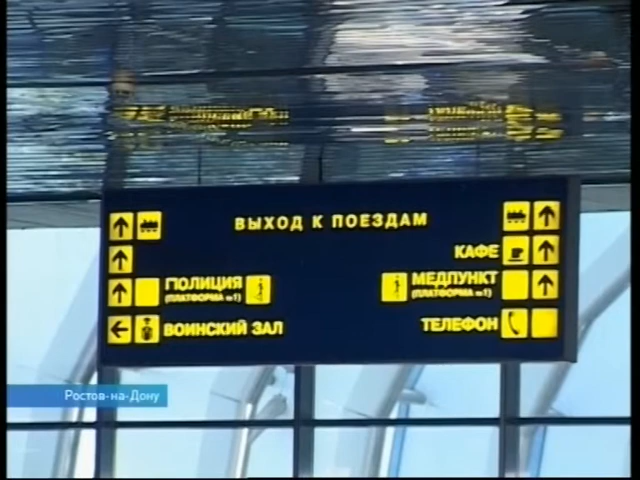 ВЫХОД К ПОЕЗДАМ
КАФЕ
ПОЛИЦИЯ
(ПЛАТФОРМА №1)
МЕДПУНКТ
(ПЛАТФОРМА №1)
ВОИНСКИЙ ЗАЛ
ТЕЛЕФОН
Ростов-на-Дону